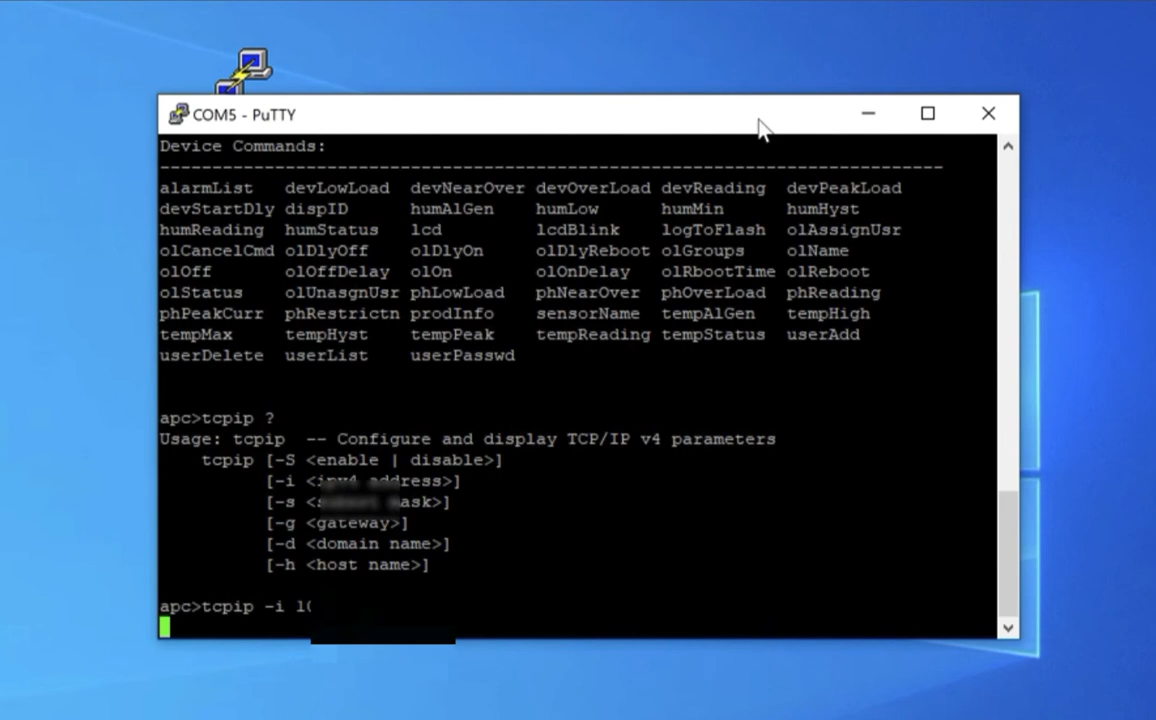 COM5 - PuTTY
Device Commands:
---------------------------------------------------------------------------
alarmList devLowLoad devNearOver devOverLoad devReading devPeakLoad
devStartDly dispID humAlGen humLow humMin humHyst
humReading humStatus lcd lcdBlink logToFlash olAssignUsr
olCancelCmd olDlyOff olDlyOn olDlyReboot olGroups olName
olOff olOffDelay olOn olOnDelay olRbootTime olReboot
olStatus olUnasgnUsr phLowLoad phNearOver phOverLoad phReading
phPeakCurr phRestrictn prodInfo sensorName tempAlGen tempHigh
tempMax tempHyst tempPeak tempReading tempStatus userAdd
userDelete userList userPasswd
apc>tcpip ?
Usage: tcpip -- Configure and display TCP/IP v4 parameters
tcpip [-S <enable | disable>]
[-i <ipv4 address>]
[-s <subnet mask>]
[-g <gateway>]
[-d <domain name>]
[-h <host name>]
apc>tcpip -i